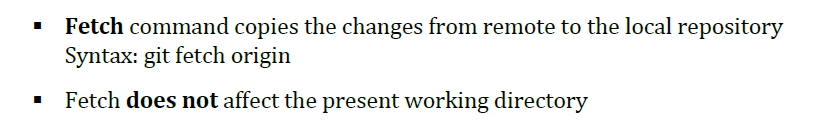 ▪ Fetch command copies the changes from remote to the local repository
Syntax: git fetch origin
▪ Fetch does not affect the present working directory